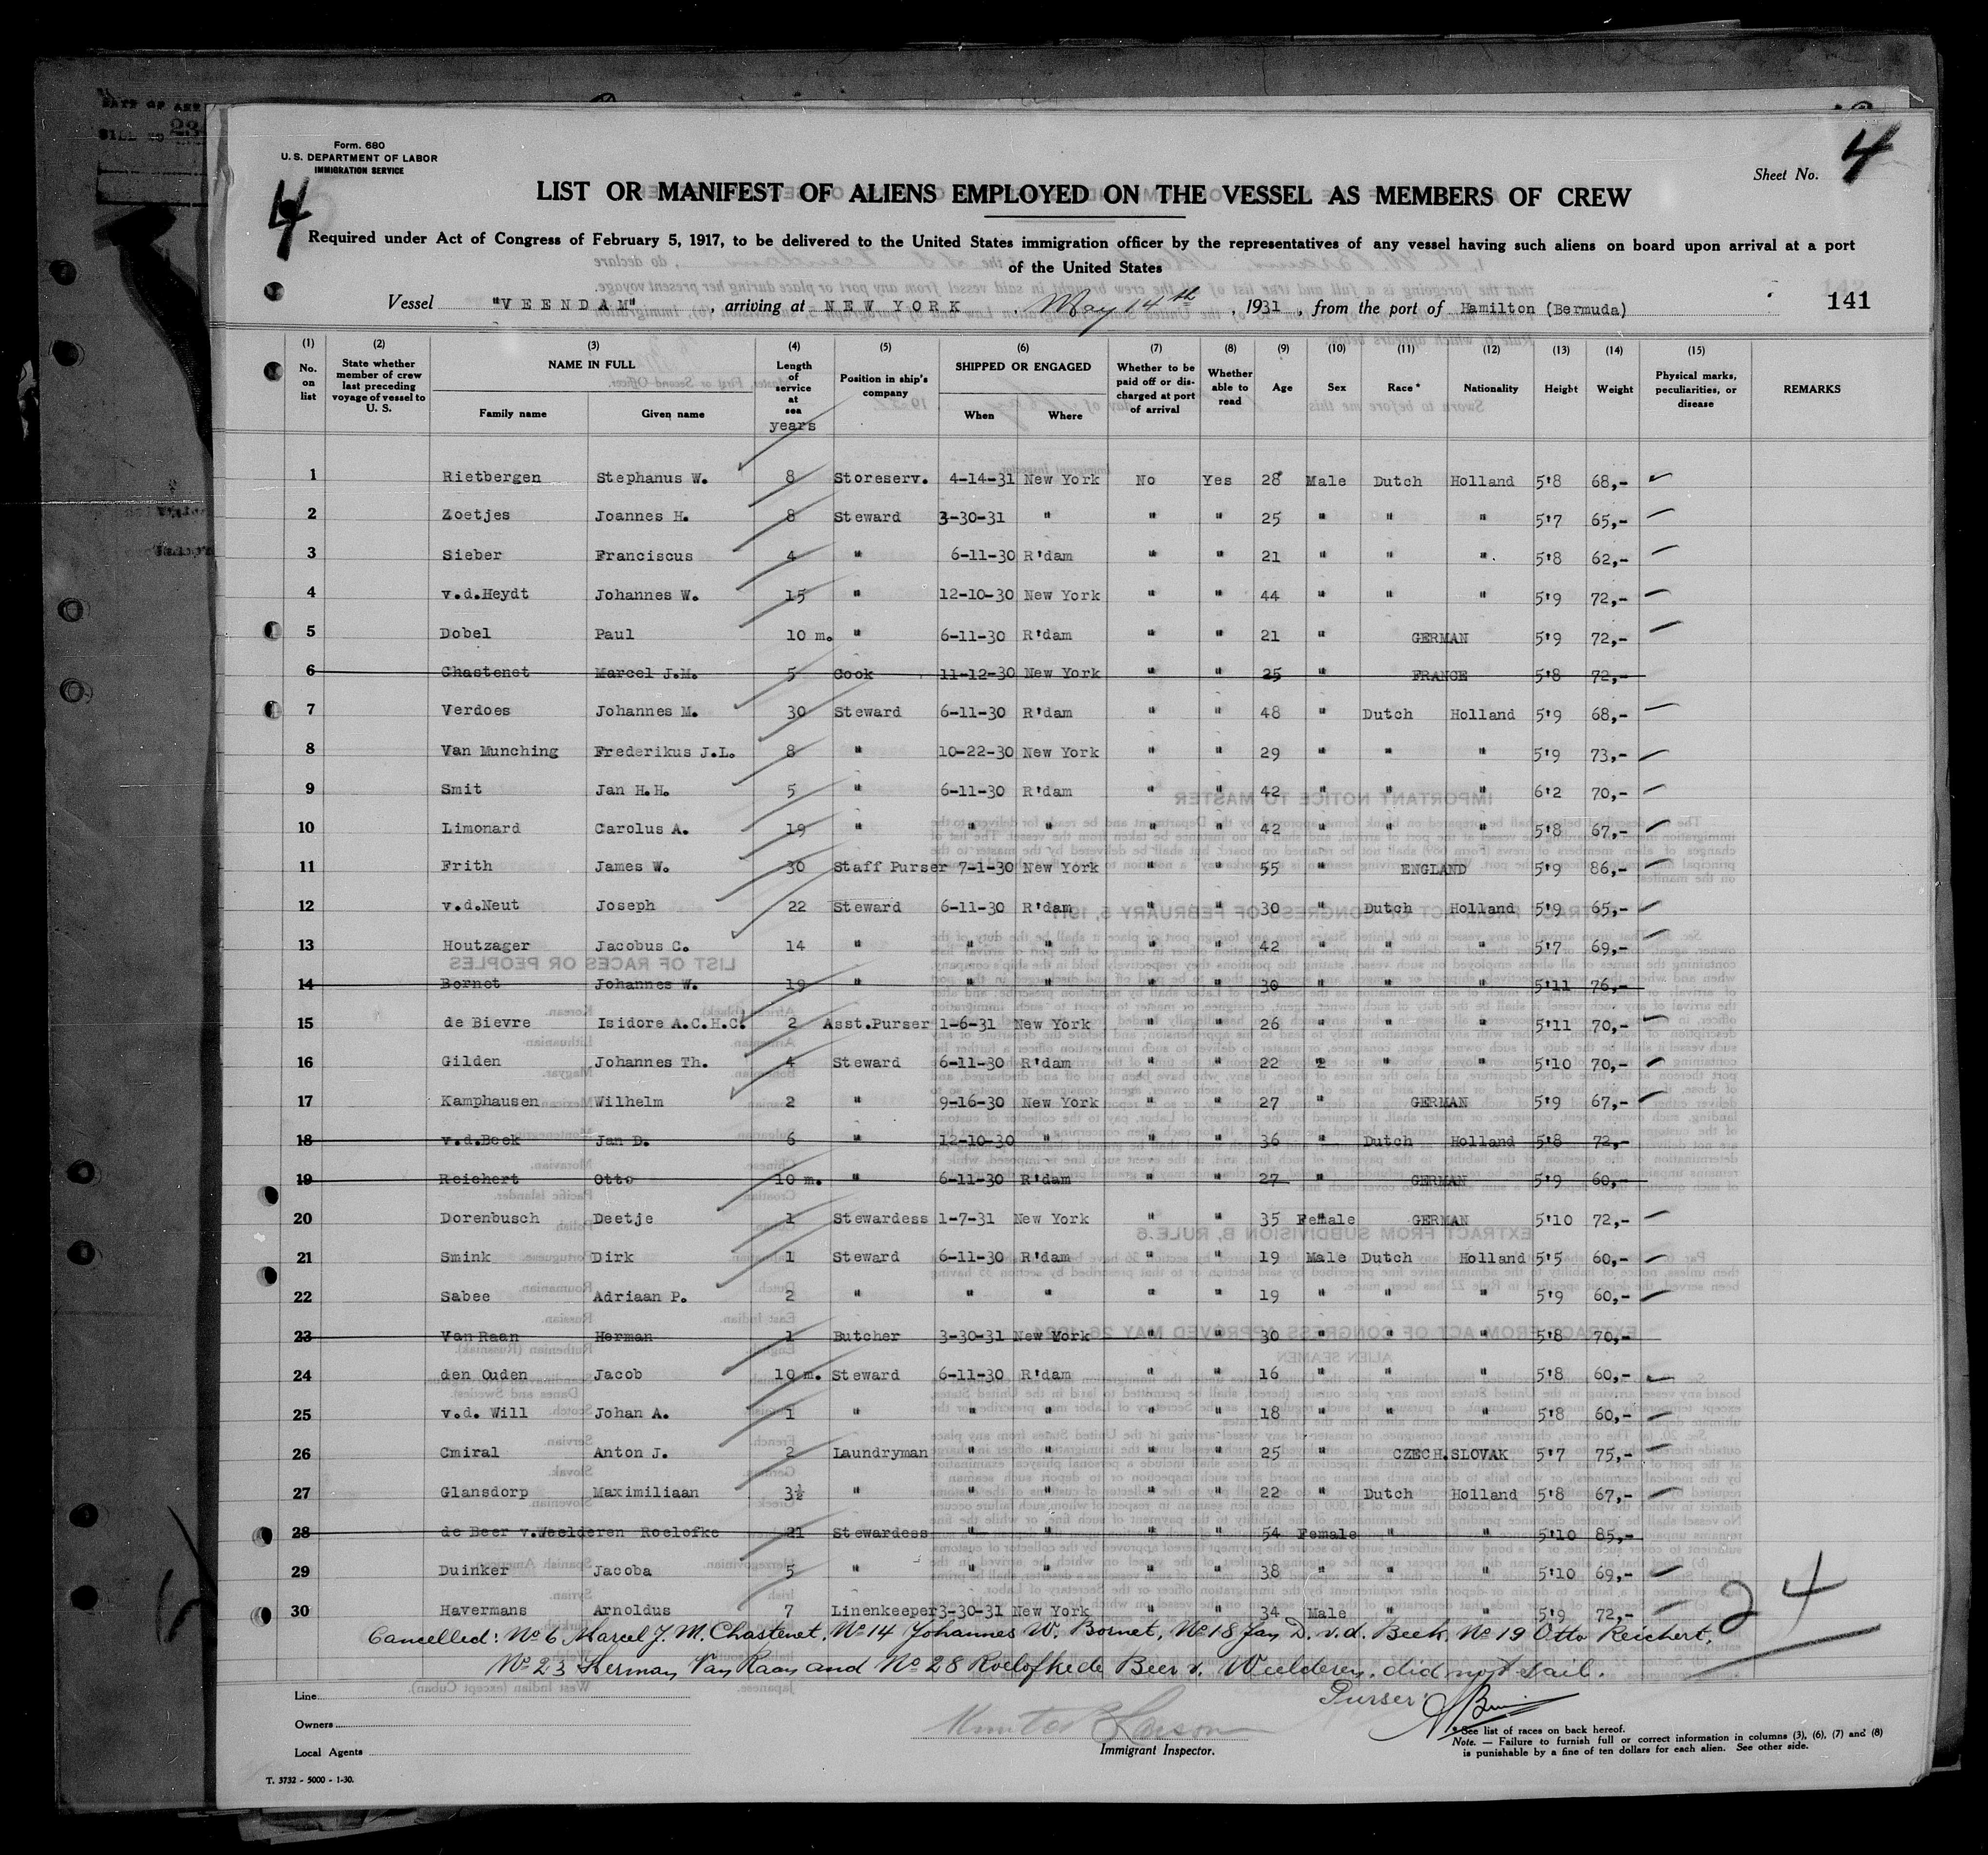 Form. 680
U. S. DEPARTMENT OF LABOR
IMMIGRATION SERVICE
4
Sheet No. 4
LIST OR MANIFEST OF ALIENS EMPLOYED ON THE VESSEL AS MEMBERS OF CREW
Required under Act of Congress of February 5, 1917, to be delivered to the United States immigration officer by the representatives of any vessel having such aliens on board upon arrival at a port
of the United States
Vessel "VEENDAM", arriving at NEW YORK, May 14th, 1931, from the port of Hamilton (Bermuda) 141
(1) (2) (3) (4) (5) (6) (7) (8) (9) (10) (11) (12) (13) (14) (15)
No. on list State whether member of crew last preceding voyage of vessel to U. S. NAME IN FULL Family name Given name Length of service at sea years Position in ship's company SHIPPED OR ENGAGED When Where Whether to be paid off or discharged at port of arrival Whether able to read Age Sex Race* Nationality Height Weight Physical marks, peculiarities, or disease REMARKS
1 Rietbergen Stephanus W. 8 Storeserv. 4-14-31 New York No Yes 28 Male Dutch Holland 5'8 68,-
2 Zoetjes Joannes H. 8 Steward 3-30-31 " " " 25 " " " 5'7 65,-
3 Sieber Franciscus 4 " 6-11-30 R'dam " " 21 " " " 5'8 62,-
4 v.d.Heydt Johannes W. 15 " 12-10-30 New York " " 44 " " " 5'9 72,-
5 Dobel Paul 10 m. " 6-11-30 R'dam " " 21 " GERMAN 5'9 72,-
6 Chastenet Marcel J.M. 5 Cook 11-12-30 New York " " 25 " FRANCE 5'8 72,-
7 Verdoes Johannes M. 30 Steward 6-11-30 R'dam " " 48 " Dutch Holland 5'9 68,-
8 Van Munching Frederikus J.L. 8 " 10-22-30 New York " " 29 " " " 5'9 73,-
9 Smit Jan H.H. 5 " 6-11-30 R'dam " " 42 " " " 6'2 70,-
10 Limonard Carolus A. 19 " " " " " 42 " " " 5'8 67,-
11 Frith James W. 30 Staff Purser 7-1-30 New York " " 55 " ENGLAND 5'9 86,-
12 v.d.Neut Joseph 22 Steward 6-11-30 R'dam " " 30 " Dutch Holland 5'9 65,-
13 Houtzager Jacobus C. 14 " " " " " 42 " " " 5'7 69,-
14 Bornet Johannes W. 19 " " " " " 30 " " " 5'11 76,-
15 de Bievre Isidore A.C.H.C. 2 Asst.Purser 1-6-31 New York " " 26 " " " 5'11 70,-
16 Gilden Johannes Th. 4 Steward 6-11-30 R'dam " " 22 2 " " 5'10 70,-
17 Kamphausen Wilhelm 2 " 9-16-30 New York " " 27 " GERMAN 5'9 67,-
18 v.d.Beek Jan D. 6 " 12-10-30 " " " 36 " Dutch Holland 5'8 72,-
19 Reichert Otto 10 m. " 6-11-30 R'dam " " 27 " GERMAN 5'9 60,-
20 Dorenbusch Deetje 1 Stewardess 1-7-31 New York " " 35 Female GERMAN 5'10 72,-
21 Smink Dirk 1 Steward 6-11-30 R'dam " " 19 Male Dutch Holland 5'5 60,-
22 Sabee Adriaan P. 2 " " " " " 19 " " " 5'9 60,-
23 Van Raan Herman 1 Butcher 3-30-31 New York " " 30 " " " 5'8 70,-
24 den Ouden Jacob 10 m. Steward 6-11-30 R'dam " " 16 " " " 5'8 60,-
25 v.d. Will Johan A. 1 " " " " " 18 " " " 5'8 60,-
26 Cmiral Anton J. 2 Laundryman " " " " 25 " CZECH.SLOVAK 5'7 75,-
27 Glansdorp Maximiliaan 3½ " " " " " 22 " Dutch Holland 5'8 67,-
28 de Beer v.Weelderen Roelofke 21 Stewardess " " " " 54 Female " " 5'10 85,-
29 Duinker Jacoba 5 " " " " " 38 " " " 5'10 69,-
30 Havermans Arnoldus 7 Linenkeeper 3-30-31 New York " " 34 Male " " 5'9 72,-
24
Cancelled: No 6 Marcel J. M. Chastenet, No 14 Johannes W. Bornet, No 18 Jan D. v.d. Beek, No 19 Otto Reichert,
No 23 Herman Van Raan and No 28 Roelofke de Beer v. Weelderen, did not sail.
Purser:
Line
Owners
Local Agents
Immigrant Inspector.
* See list of races on back hereof.
Note. — Failure to furnish full or correct information in columns (3), (6), (7) and (8)
is punishable by a fine of ten dollars for each alien. See other side.
T. 3732 - 5000 - 1-30.